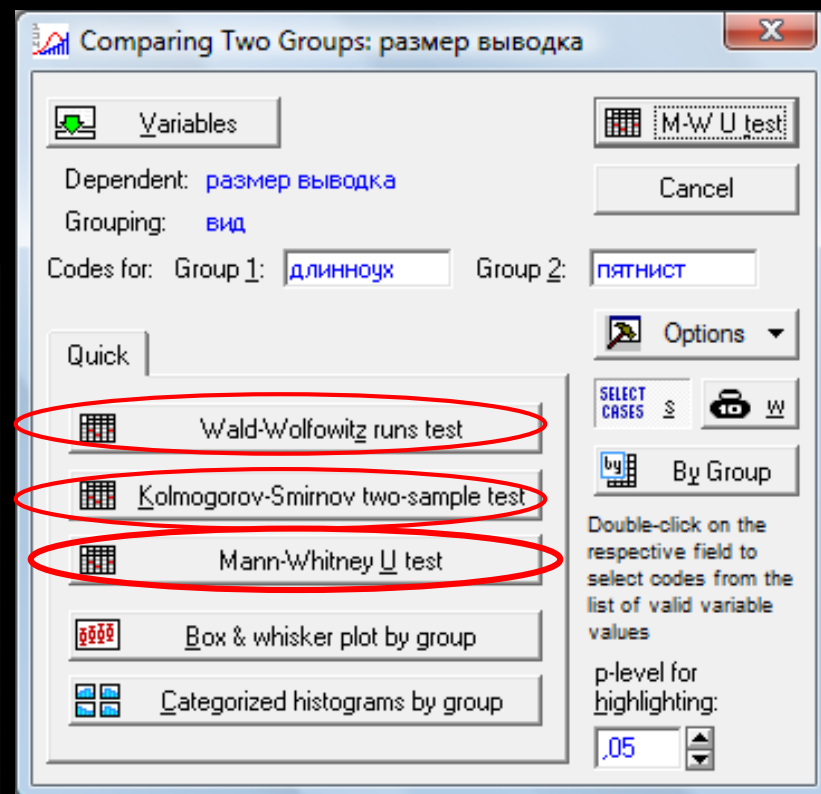 Comparing Two Groups: размер выводка
Variables
M-W U test
Dependent: размер выводка
Cancel
Grouping: вид
Codes for: Group 1: длинноух Group 2: пятнист
Options
Quick
SELECT CASES S W
Wald-Wolfowitz runs test
By Group
Kolmogorov-Smirnov two-sample test
Mann-Whitney U test
Box & whisker plot by group
Categorized histograms by group
Double-click on the
respective field to
select codes from the
list of valid variable
values
p-level for
highlighting:
,05